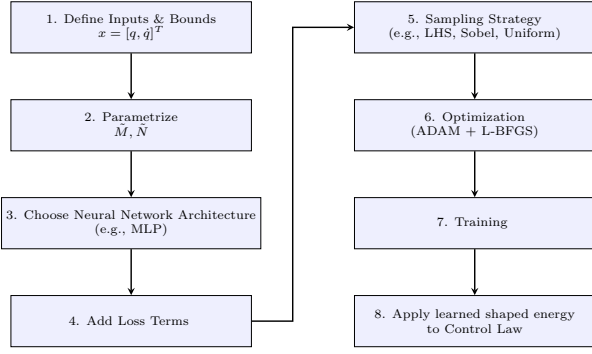 1. Define Inputs & Bounds
x = [q, q̇]ᵀ
2. Parametrize
M̃, Ñ
3. Choose Neural Network Architecture
(e.g., MLP)
4. Add Loss Terms
5. Sampling Strategy
(e.g., LHS, Sobel, Uniform)
6. Optimization
(ADAM + L-BFGS)
7. Training
8. Apply learned shaped energy
to Control Law